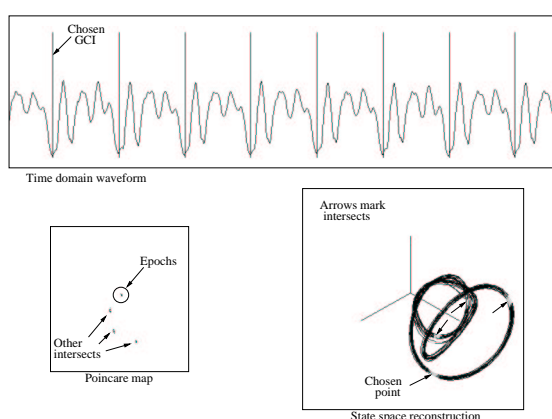 Chosen
GCI
Time domain waveform
Epochs
Other
intersects
Poincare map
Arrows mark
intersects
Chosen
point
State space reconstruction